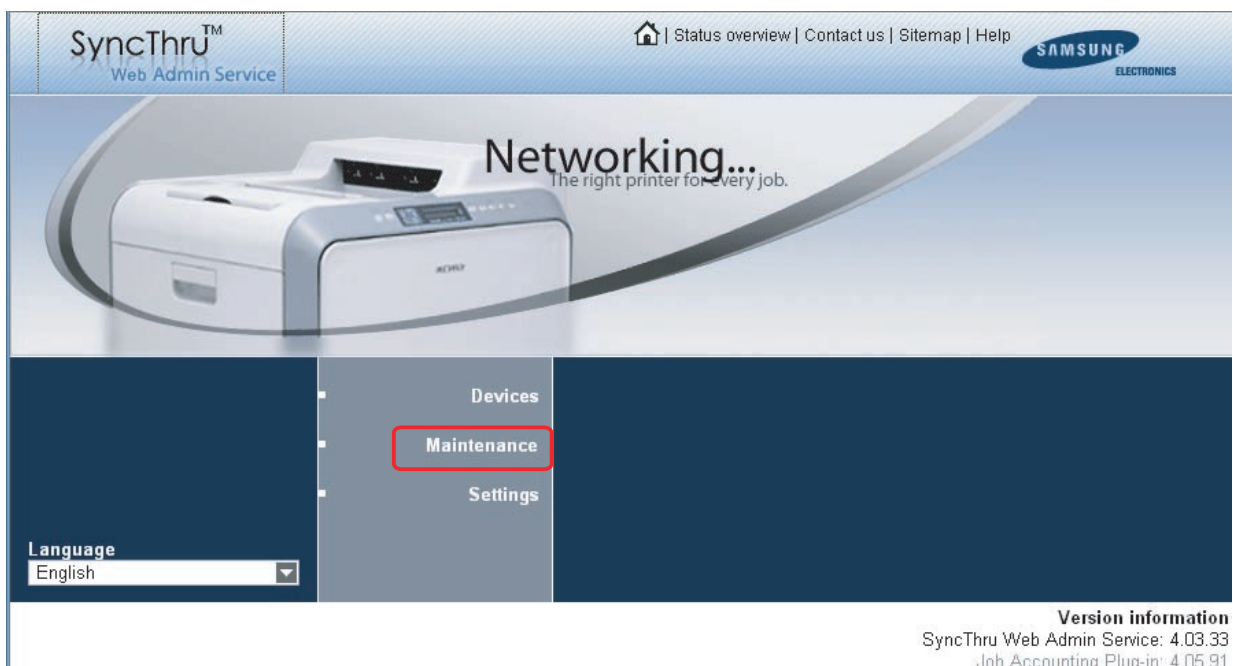 SyncThru™
Web Admin Service
| Status overview | Contact us | Sitemap | Help
SAMSUNG
ELECTRONICS
Networking...
The right printer for every job.
Devices
Maintenance
Settings
Language
English
Version information
SyncThru Web Admin Service: 4.03.33
Job Accounting Plug-in: 4.05.91